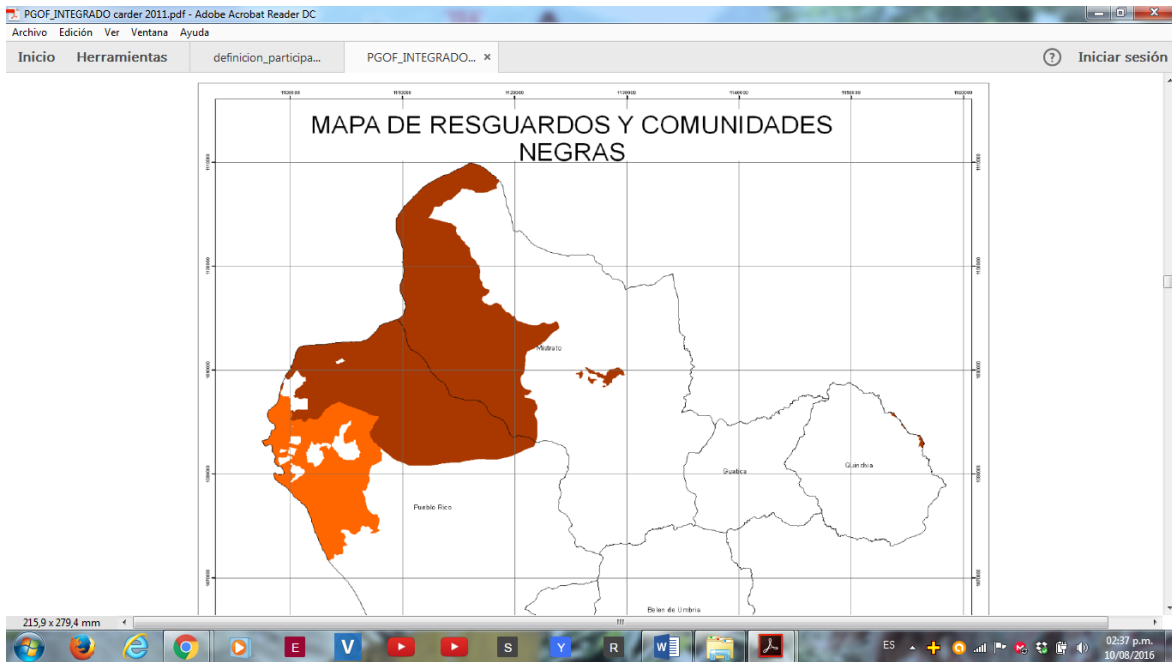 PGOF_INTEGRADO carder 2011.pdf - Adobe Acrobat Reader DC
Archivo Edición Ver Ventana Ayuda
Inicio Herramientas definicion_participa... PGOF_INTEGRADO... × ? Iniciar sesión
MAPA DE RESGUARDOS Y COMUNIDADES
NEGRAS
Mistrato
Guatica
Quinchia
Pueblo Rico
Belen de Umbria
215,9 x 279,4 mm
E V S Y R W ES 02:37 p.m.
10/08/2016